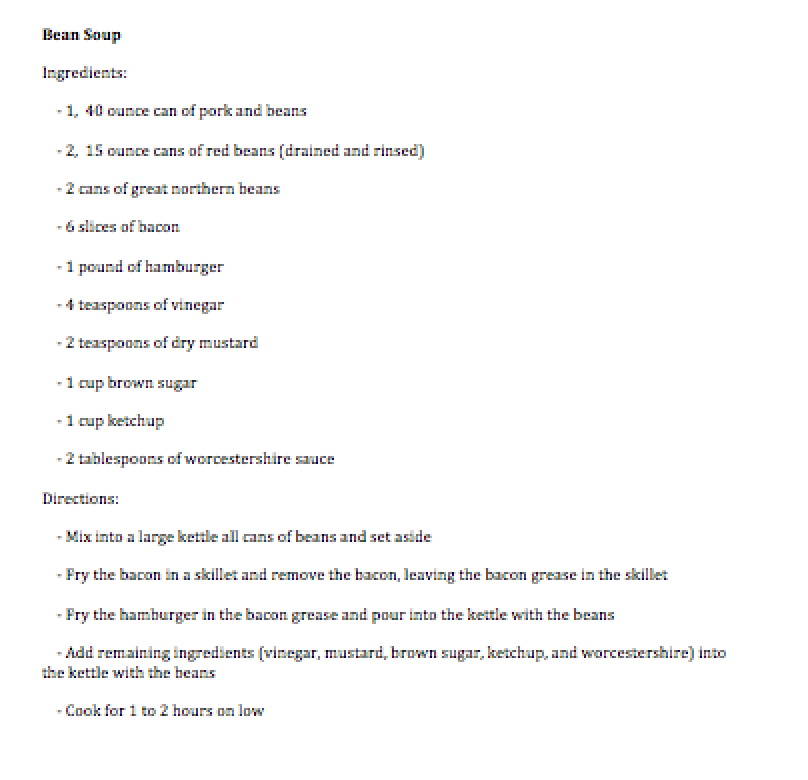 Bean Soup
Ingredients:
- 1,  40 ounce can of pork and beans
- 2,  15 ounce cans of red beans (drained and rinsed)
- 2 cans of great northern beans
- 6 slices of bacon
- 1 pound of hamburger
- 4 teaspoons of vinegar
- 2 teaspoons of dry mustard
- 1 cup brown sugar
- 1 cup ketchup
- 2 tablespoons of worcestershire sauce
Directions:
- Mix into a large kettle all cans of beans and set aside
- Fry the bacon in a skillet and remove the bacon, leaving the bacon grease in the skillet
- Fry the hamburger in the bacon grease and pour into the kettle with the beans
- Add remaining ingredients (vinegar, mustard, brown sugar, ketchup, and worcestershire) into
the kettle with the beans
- Cook for 1 to 2 hours on low